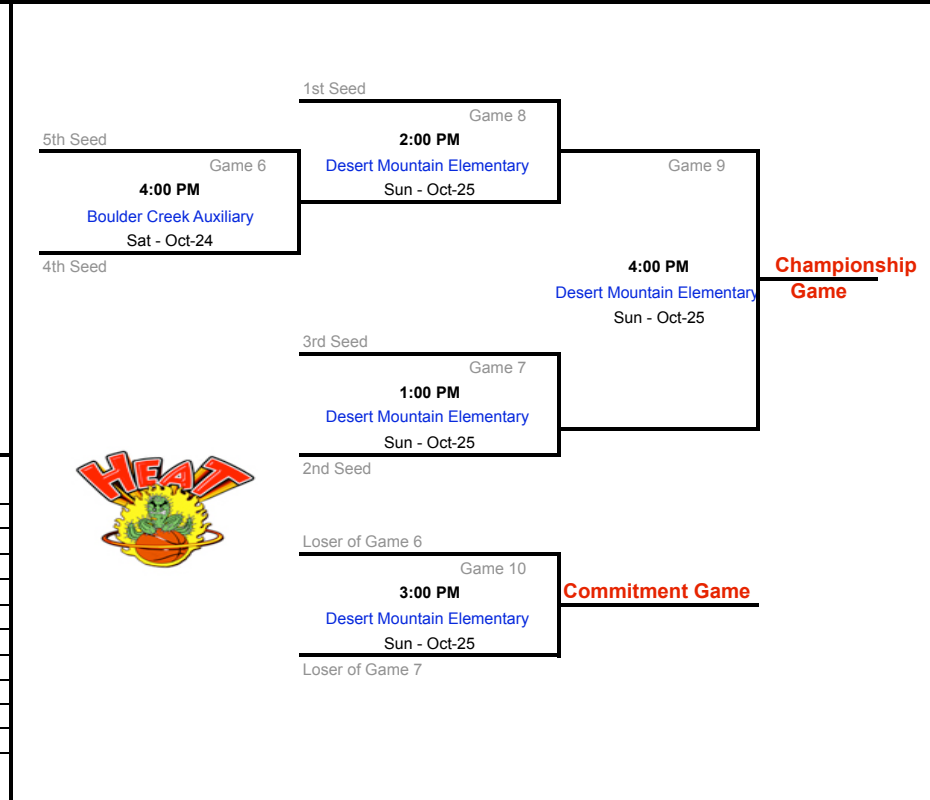 1st Seed
Game 8
2:00 PM
Desert Mountain Elementary
Sun - Oct-25
5th Seed
Game 6
4:00 PM
Boulder Creek Auxiliary
Sat - Oct-24
4th Seed
Game 9
4:00 PM
Desert Mountain Elementary
Sun - Oct-25
Championship
Game
3rd Seed
Game 7
1:00 PM
Desert Mountain Elementary
Sun - Oct-25
2nd Seed
HEAT
Loser of Game 6
Game 10
3:00 PM
Desert Mountain Elementary
Sun - Oct-25
Loser of Game 7
Commitment Game